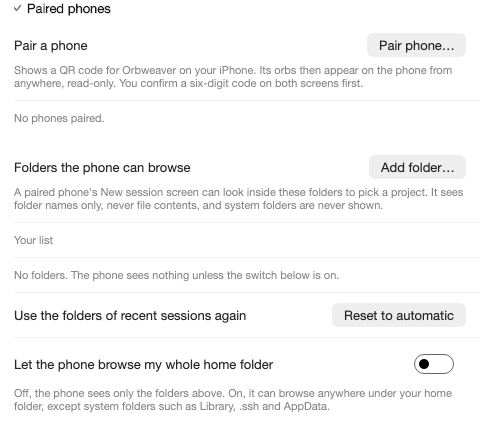 Paired phones
Pair a phone
Pair phone...
Shows a QR code for Orbweaver on your iPhone. Its orbs then appear on the phone from
anywhere, read-only. You confirm a six-digit code on both screens first.
No phones paired.
Folders the phone can browse
Add folder...
A paired phone's New session screen can look inside these folders to pick a project. It sees
folder names only, never file contents, and system folders are never shown.
Your list
No folders. The phone sees nothing unless the switch below is on.
Use the folders of recent sessions again
Reset to automatic
Let the phone browse my whole home folder
Off, the phone sees only the folders above. On, it can browse anywhere under your home
folder, except system folders such as Library, .ssh and AppData.